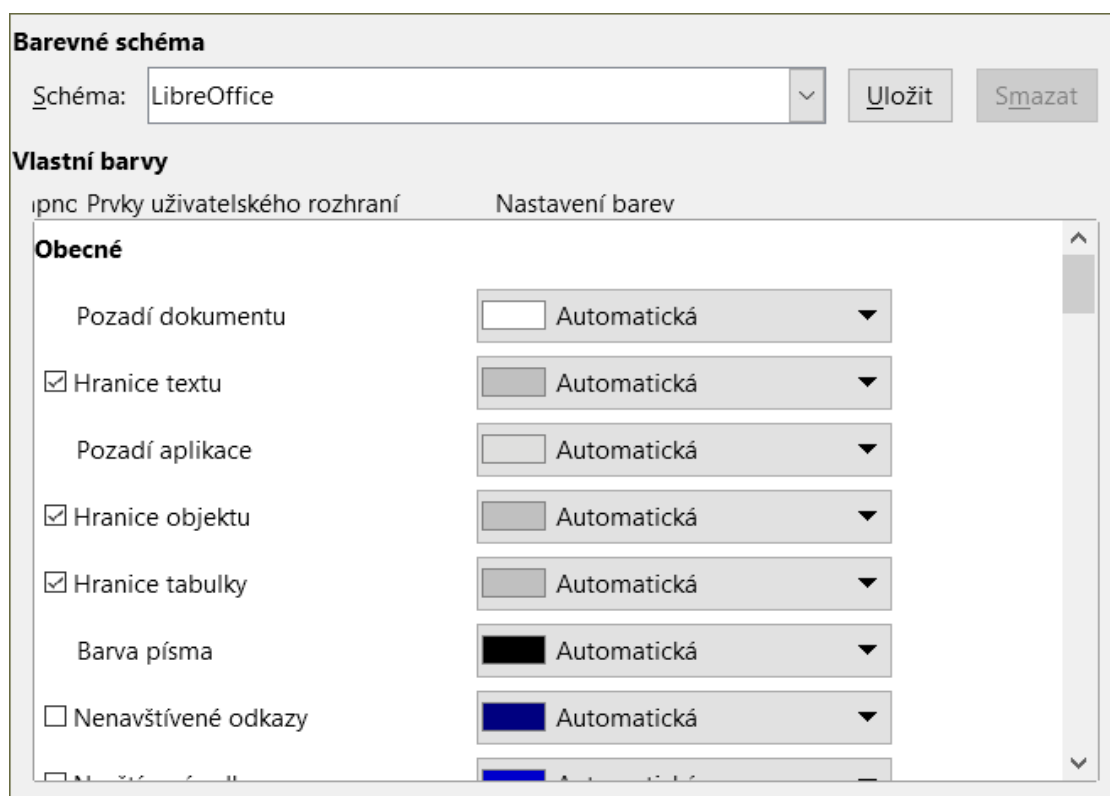 Barevné schéma
Schéma: LibreOffice Uložit Smazat
Vlastní barvy
Prvky uživatelského rozhraní Nastavení barev
Obecné
Pozadí dokumentu Automatická
Hranice textu Automatická
Pozadí aplikace Automatická
Hranice objektu Automatická
Hranice tabulky Automatická
Barva písma Automatická
Nenavštívené odkazy Automatická